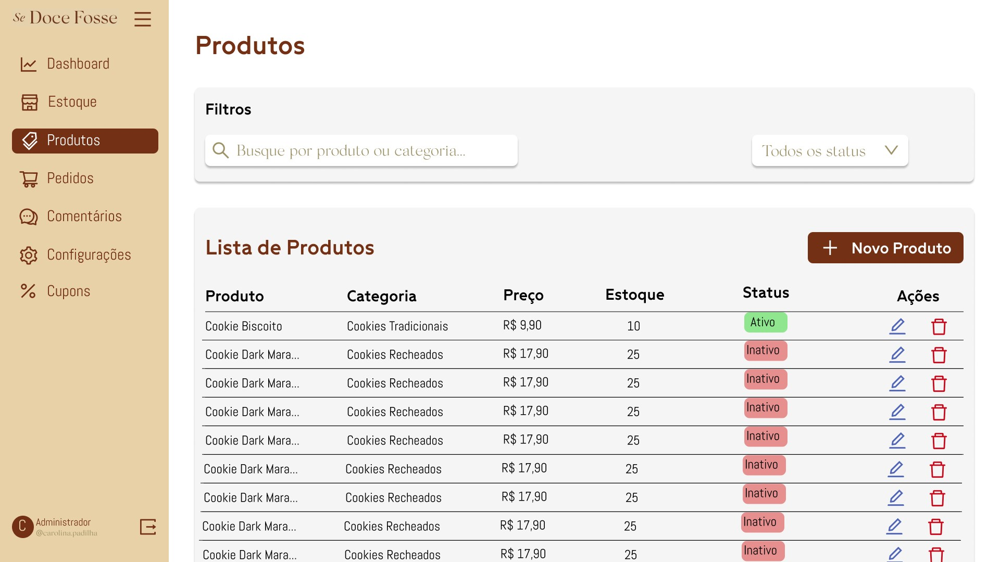 Se Doce Fosse
Dashboard
Estoque
Produtos
Pedidos
Comentários
Configurações
Cupons
C
Administrador
@carolina.padilha
Produtos
Filtros
Busque por produto ou categoria...
Todos os status
Lista de Produtos
Novo Produto
Produto Categoria Preço Estoque Status Ações
Cookie Biscoito Cookies Tradicionais R$ 9,90 10 Ativo
Cookie Dark Mara... Cookies Recheados R$ 17,90 25 Inativo
Cookie Dark Mara... Cookies Recheados R$ 17,90 25 Inativo
Cookie Dark Mara... Cookies Recheados R$ 17,90 25 Inativo
Cookie Dark Mara... Cookies Recheados R$ 17,90 25 Inativo
Cookie Dark Mara... Cookies Recheados R$ 17,90 25 Inativo
Cookie Dark Mara... Cookies Recheados R$ 17,90 25 Inativo
Cookie Dark Mara... Cookies Recheados R$ 17,90 25 Inativo
Cookie Dark Mara... Cookies Recheados R$ 17,90 25 Inativo